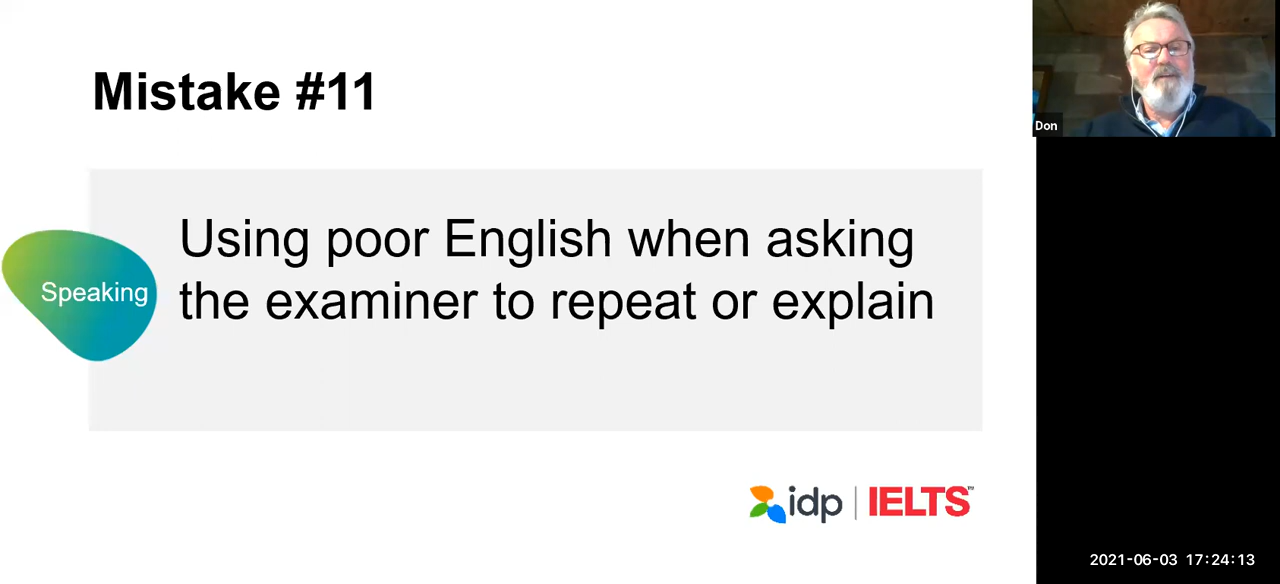 Mistake #11
Don
Using poor English when asking
the examiner to repeat or explain
Speaking
idp | IELTS™
2021-06-03 17:24:13